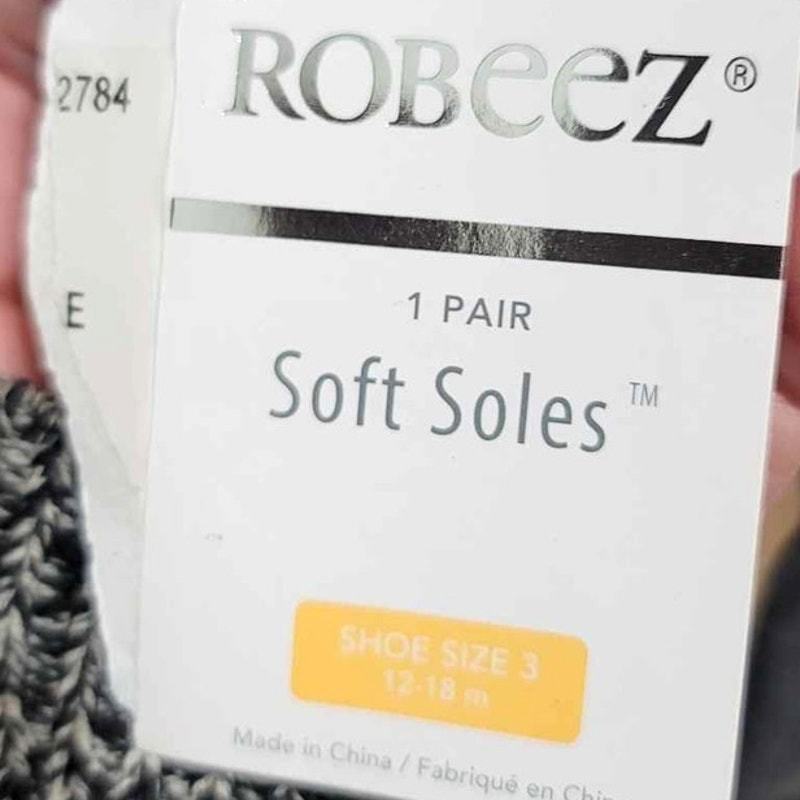 2784
E
ROBeeZ®
1 PAIR
Soft Soles™
SHOE SIZE 3
12-18 m
Made in China / Fabriqué en